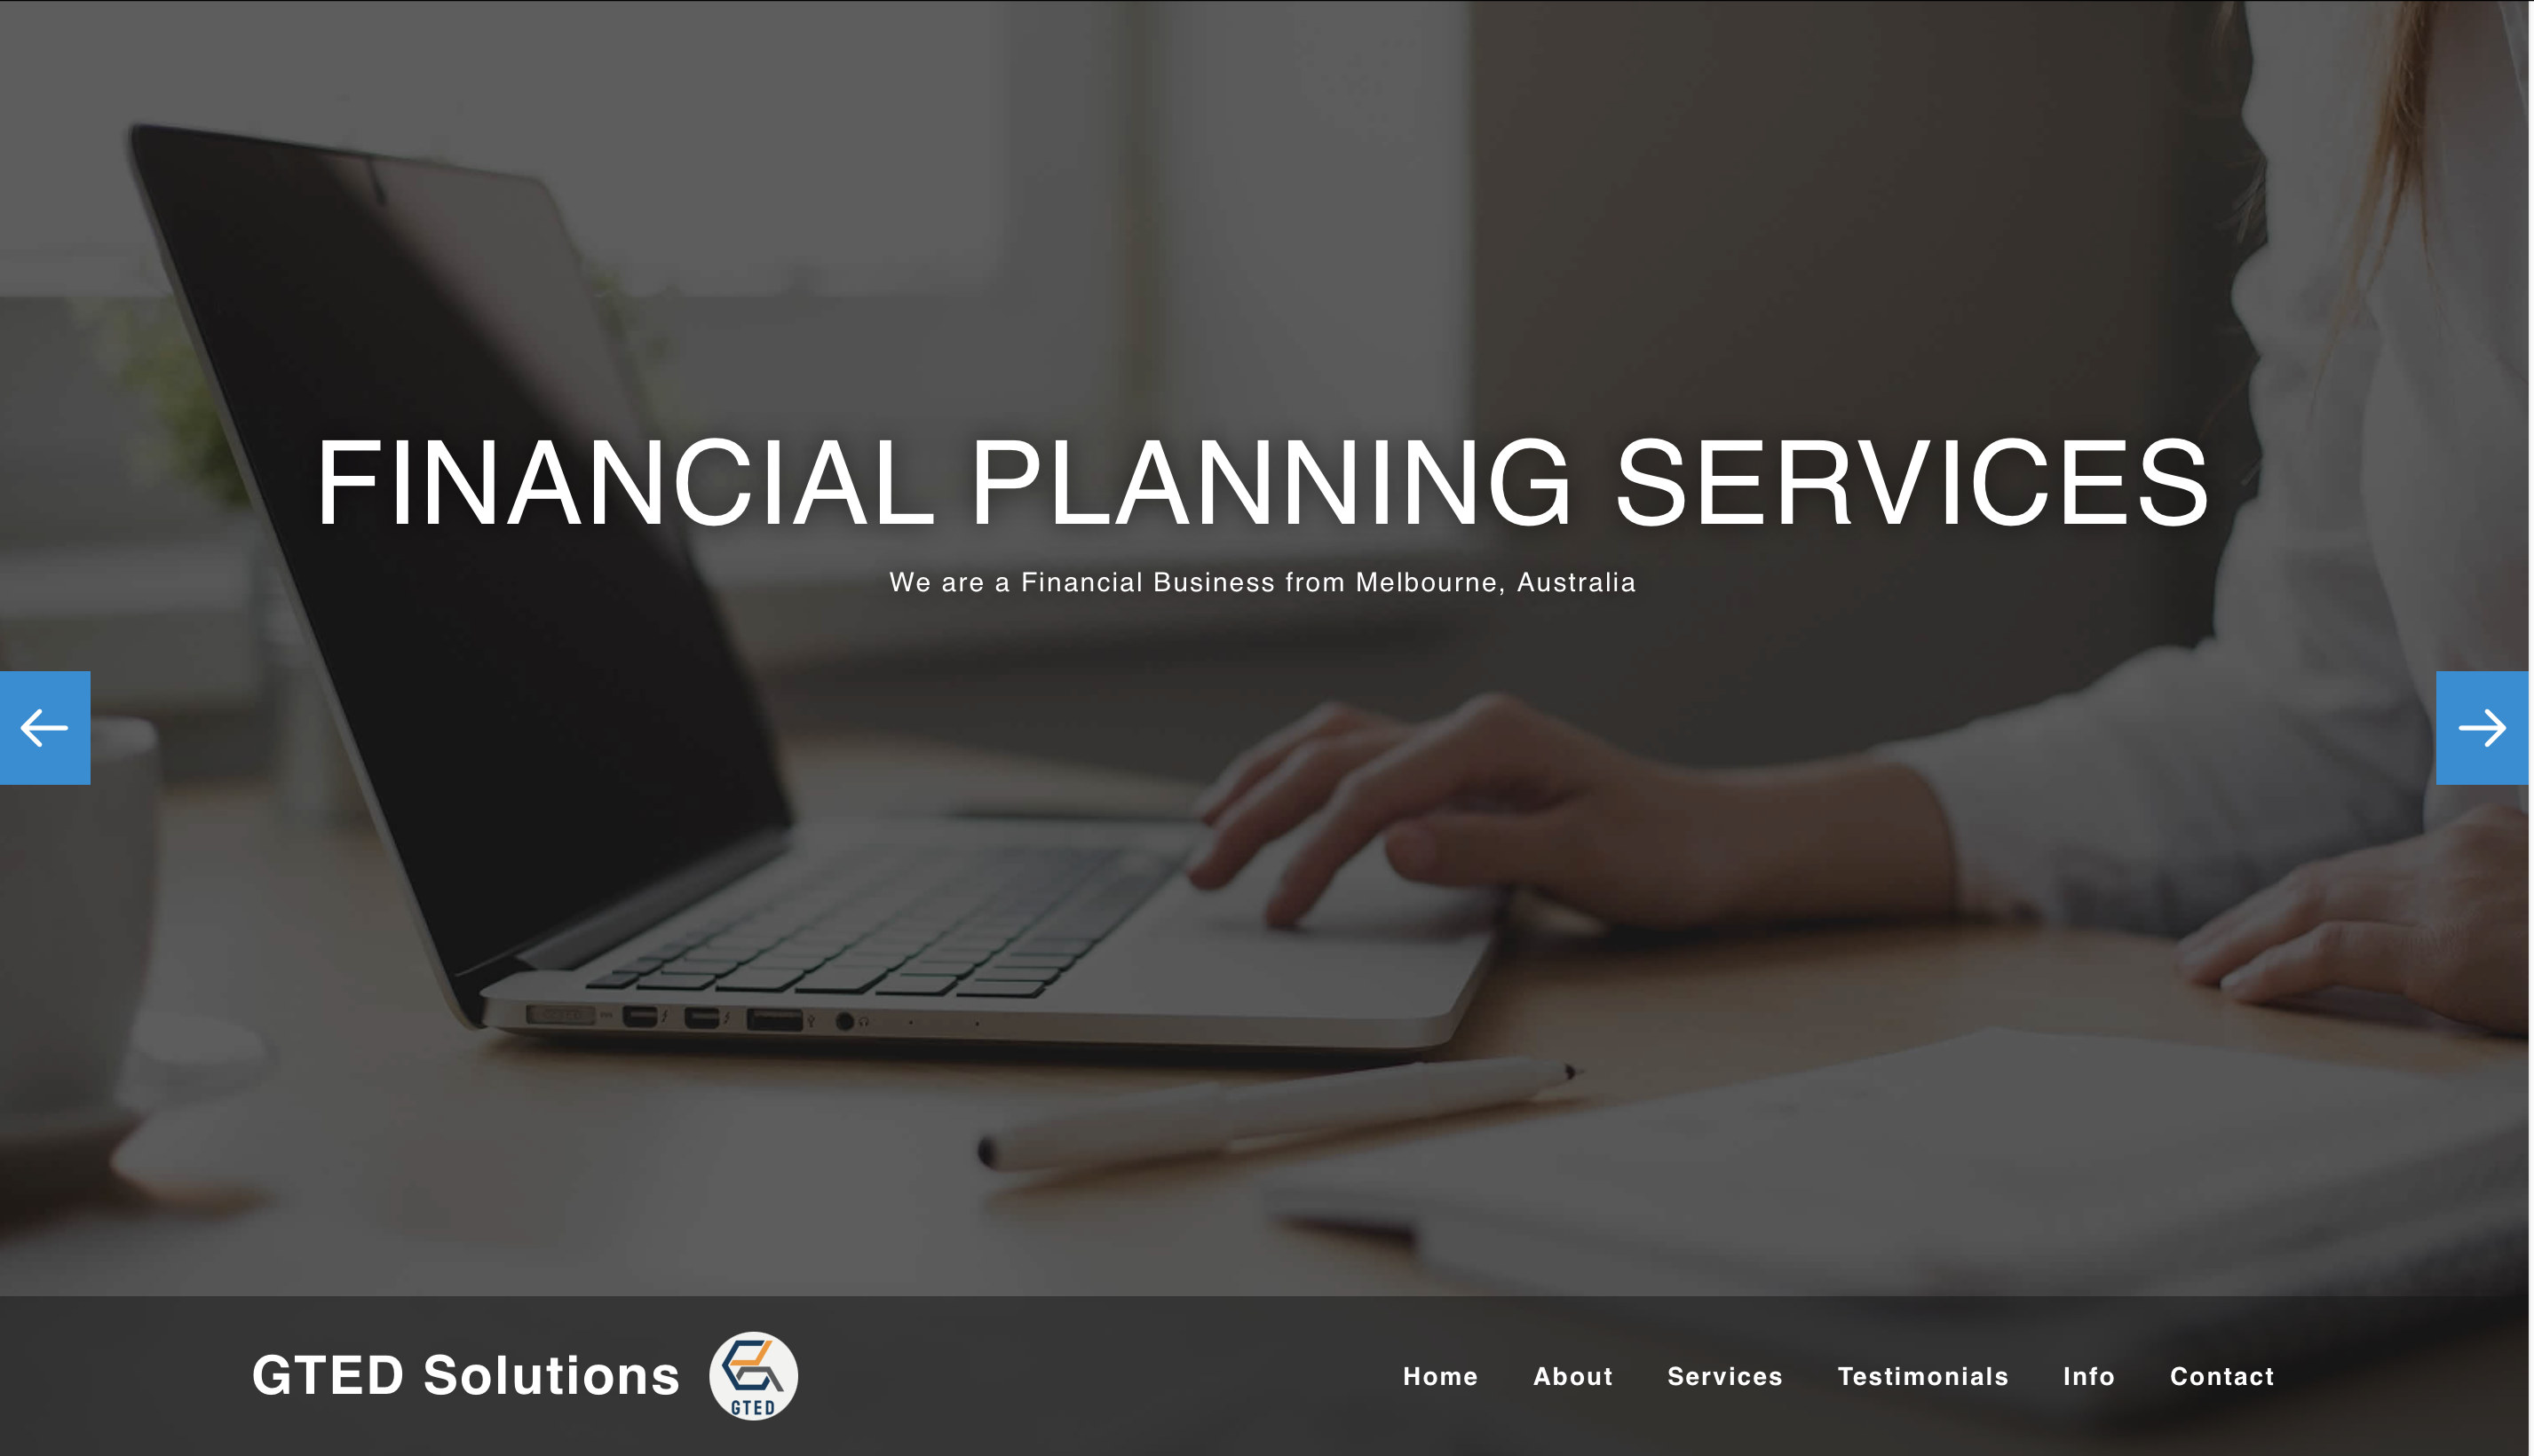 FINANCIAL PLANNING SERVICES
We are a Financial Business from Melbourne, Australia
GTED Solutions
GTED
Home About Services Testimonials Info Contact